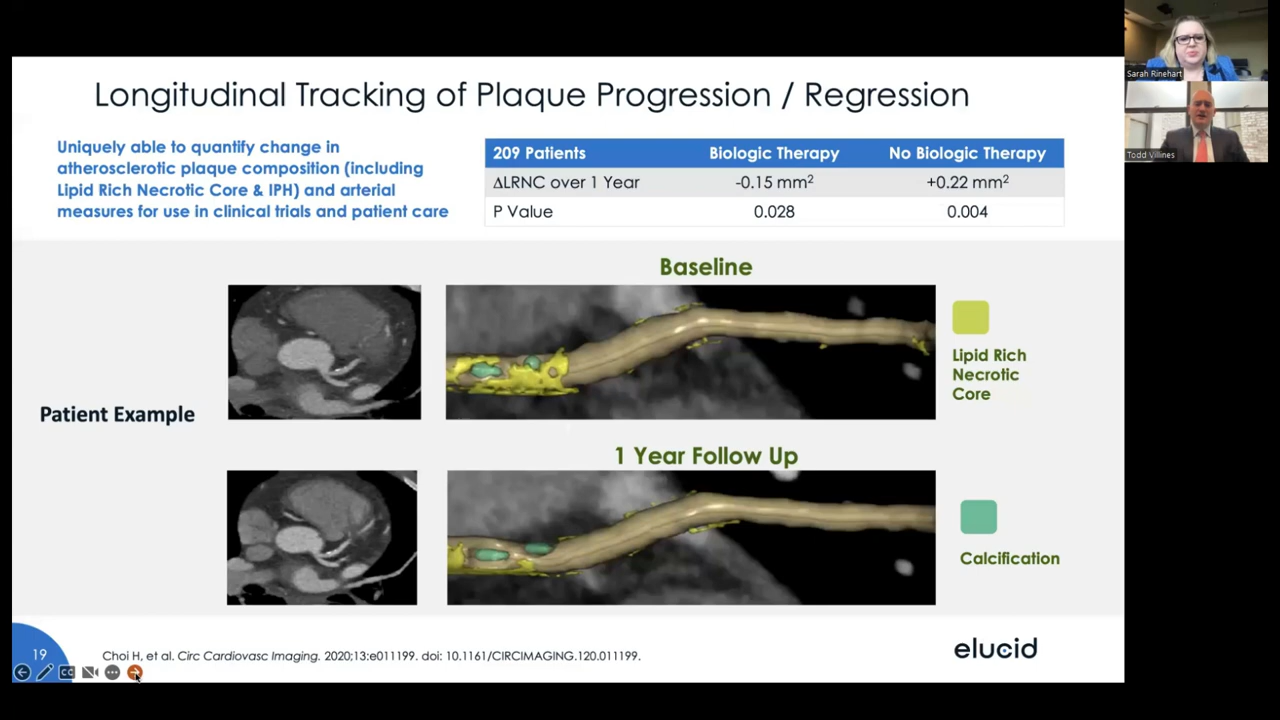 Longitudinal Tracking of Plaque Progression / Regression
Uniquely able to quantify change in
atherosclerotic plaque composition (including
Lipid Rich Necrotic Core & IPH) and arterial
measures for use in clinical trials and patient care
209 Patients Biologic Therapy No Biologic Therapy
ΔLRNC over 1 Year -0.15 mm² +0.22 mm²
P Value 0.028 0.004
Baseline
Lipid Rich
Necrotic
Core
Patient Example
1 Year Follow Up
Calcification
19
Choi H, et al. Circ Cardiovasc Imaging. 2020;13:e011199. doi: 10.1161/CIRCIMAGING.120.011199.
elucid
CC
Sarah Rinehart
Todd Villines